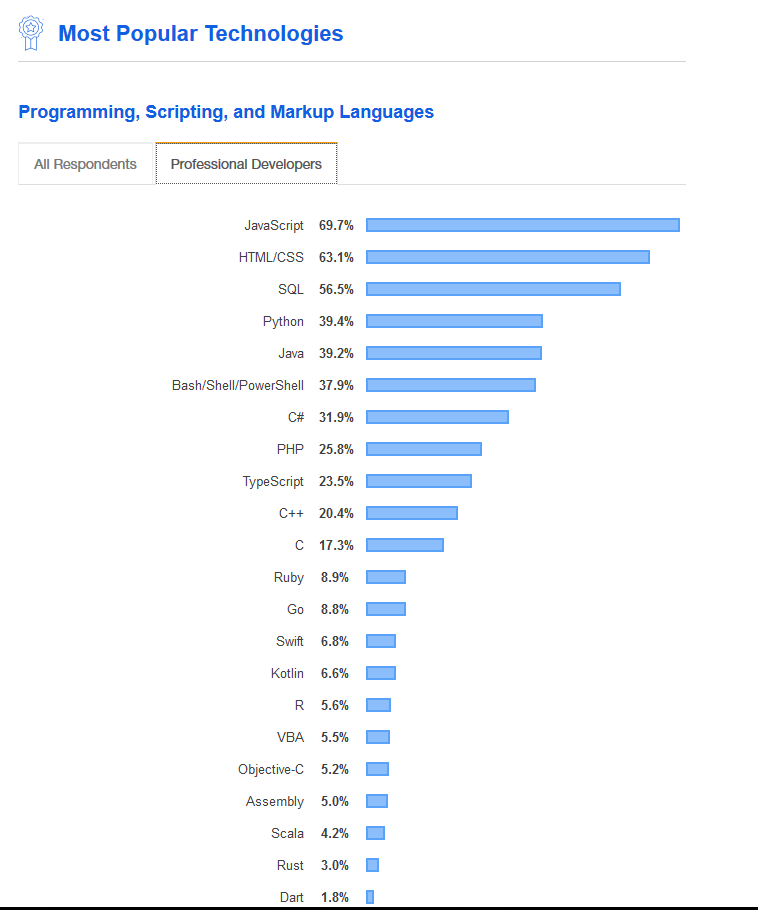 Most Popular Technologies
Programming, Scripting, and Markup Languages
All Respondents Professional Developers
JavaScript 69.7%
HTML/CSS 63.1%
SQL 56.5%
Python 39.4%
Java 39.2%
Bash/Shell/PowerShell 37.9%
C# 31.9%
PHP 25.8%
TypeScript 23.5%
C++ 20.4%
C 17.3%
Ruby 8.9%
Go 8.8%
Swift 6.8%
Kotlin 6.6%
R 5.6%
VBA 5.5%
Objective-C 5.2%
Assembly 5.0%
Scala 4.2%
Rust 3.0%
Dart 1.8%